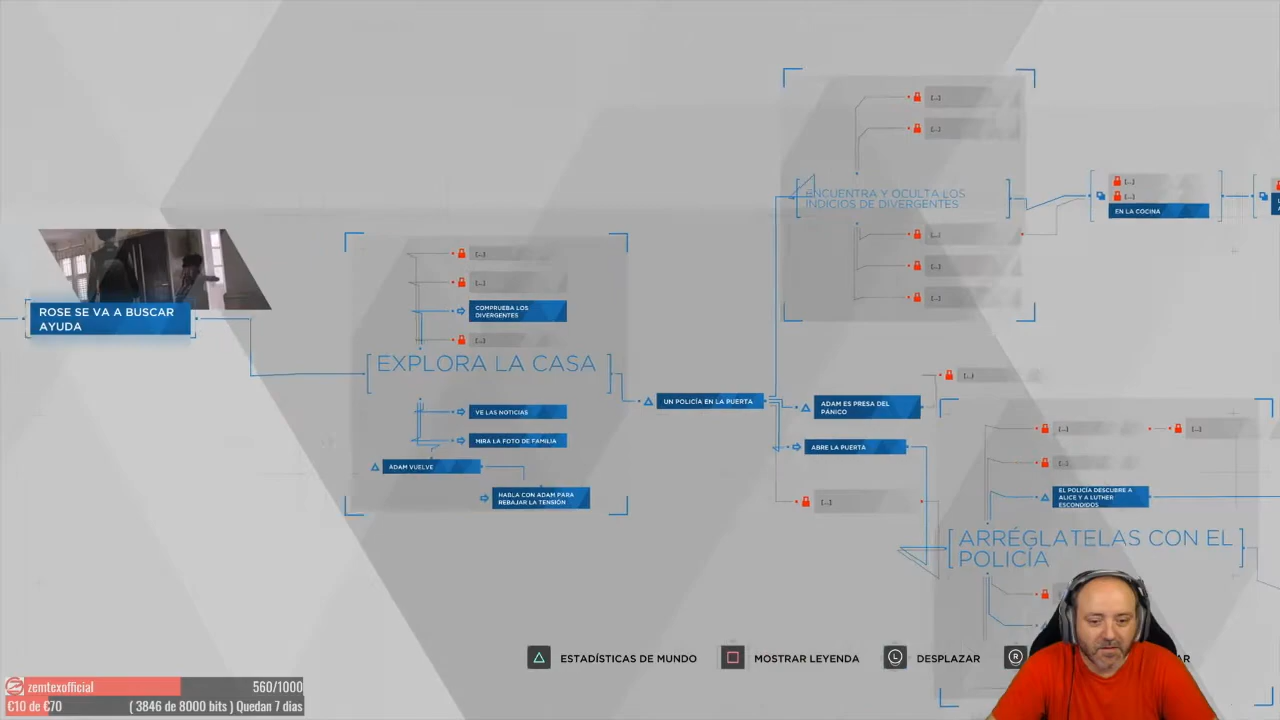 [...]
[...]
ENCUENTRA Y OCULTA LOS
INDICIOS DE DIVERGENTES
[...]
[...]
EN LA COCINA
[...]
[...]
[...]
ROSE SE VA A BUSCAR
AYUDA
[...]
[...]
COMPRUEBA LOS
DIVERGENTES
[...]
EXPLORA LA CASA
VE LAS NOTICIAS
MIRA LA FOTO DE FAMILIA
ADAM VUELVE
HABLA CON ADAM PARA
REBAJAR LA TENSIÓN
UN POLICÍA EN LA PUERTA
ADAM ES PRESA DEL
PÁNICO
ABRE LA PUERTA
[...]
[...]
[...]
[...]
[...]
EL POLICÍA DESCUBRE A
ALICE Y A LUTHER
ESCONDIDOS
ARRÉGLATELAS CON EL
POLICÍA
ESTADÍSTICAS DE MUNDO
MOSTRAR LEYENDA
L
DESPLAZAR
R
zemtexofficial
560/1000
€10 de €70
( 3846 de 8000 bits ) Quedan 7 días